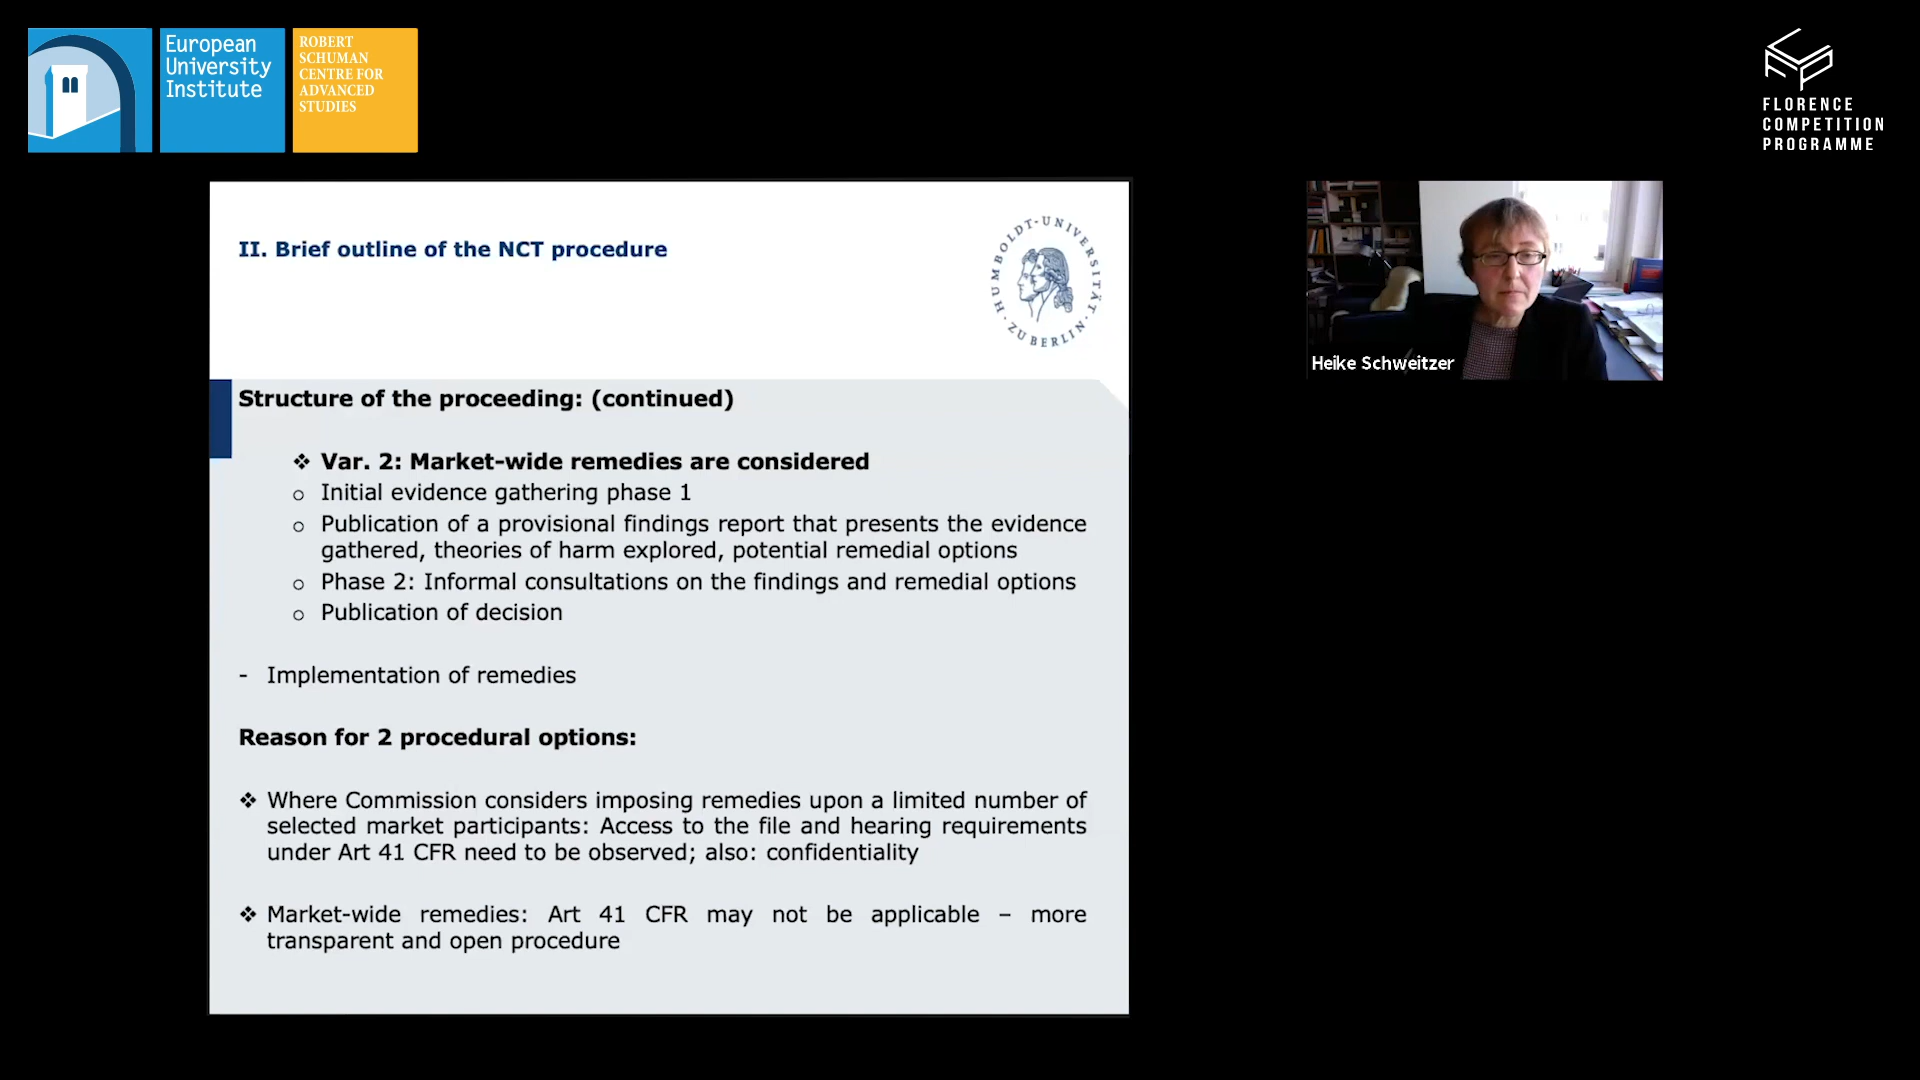 European
University
Institute
ROBERT
SCHUMAN
CENTRE FOR
ADVANCED
STUDIES
FLORENCE
COMPETITION
PROGRAMME
II. Brief outline of the NCT procedure
HUMBOLDT-UNIVERSITÄT · ZU BERLIN ·
Structure of the proceeding: (continued)
❖ Var. 2: Market-wide remedies are considered
o Initial evidence gathering phase 1
o Publication of a provisional findings report that presents the evidence
gathered, theories of harm explored, potential remedial options
o Phase 2: Informal consultations on the findings and remedial options
o Publication of decision
- Implementation of remedies
Reason for 2 procedural options:
❖ Where Commission considers imposing remedies upon a limited number of
selected market participants: Access to the file and hearing requirements
under Art 41 CFR need to be observed; also: confidentiality
❖ Market-wide remedies: Art 41 CFR may not be applicable – more
transparent and open procedure
Heike Schweitzer